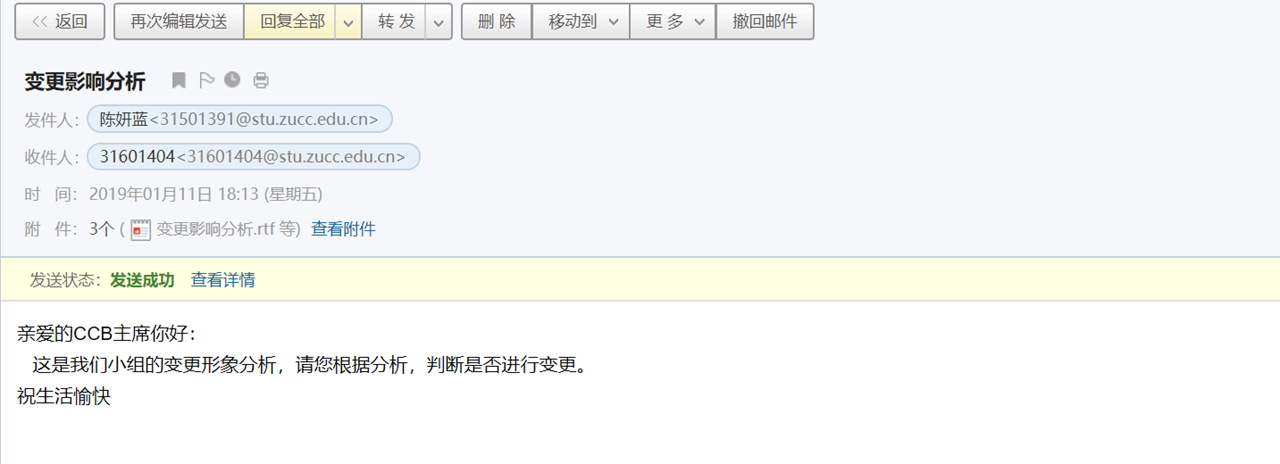 << 返回 再次编辑发送 回复全部 转 发 删 除 移动到 更 多 撤回邮件
变更影响分析
发件人：陈妍蓝<31501391@stu.zucc.edu.cn>
收件人：31601404<31601404@stu.zucc.edu.cn>
时 间：2019年01月11日 18:13 (星期五)
附 件：3个 ( 变更影响分析.rtf 等) 查看附件
发送状态：发送成功 查看详情
亲爱的CCB主席你好：
这是我们小组的变更形象分析，请您根据分析，判断是否进行变更。
祝生活愉快